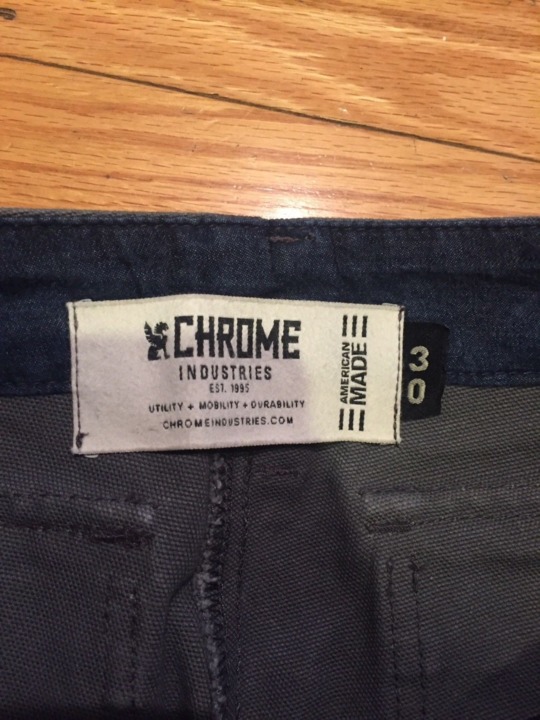 CHROME
INDUSTRIES
EST. 1995
UTILITY + MOBILITY + DURABILITY
CHROMEINDUSTRIES.COM
AMERICAN
MADE
30